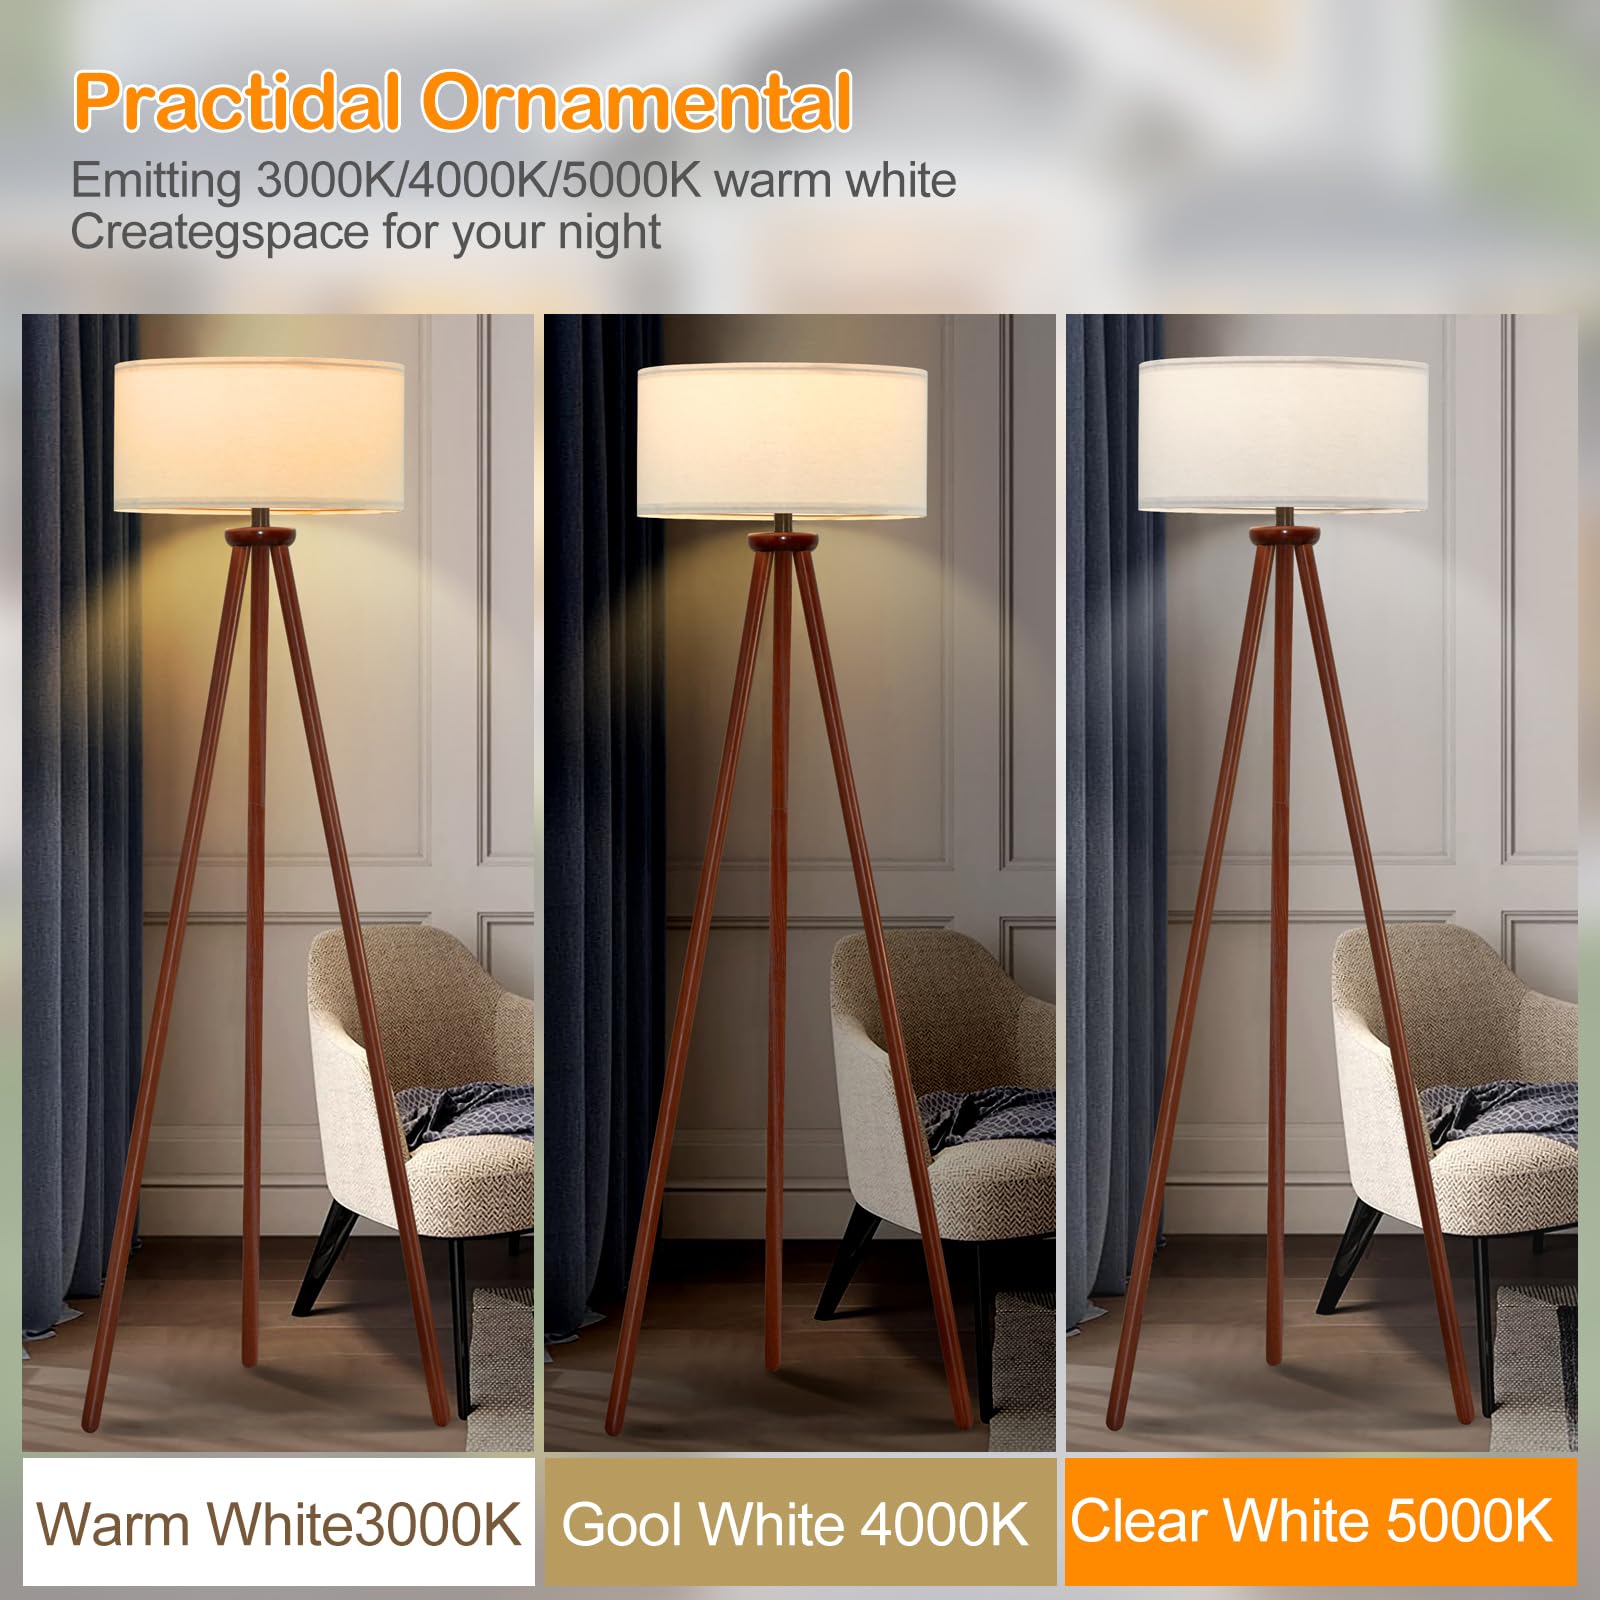 Practidal Ornamental
Emitting 3000K/4000K/5000K warm white
Creategspace for your night
Warm White3000K
Gool White 4000K
Clear White 5000K